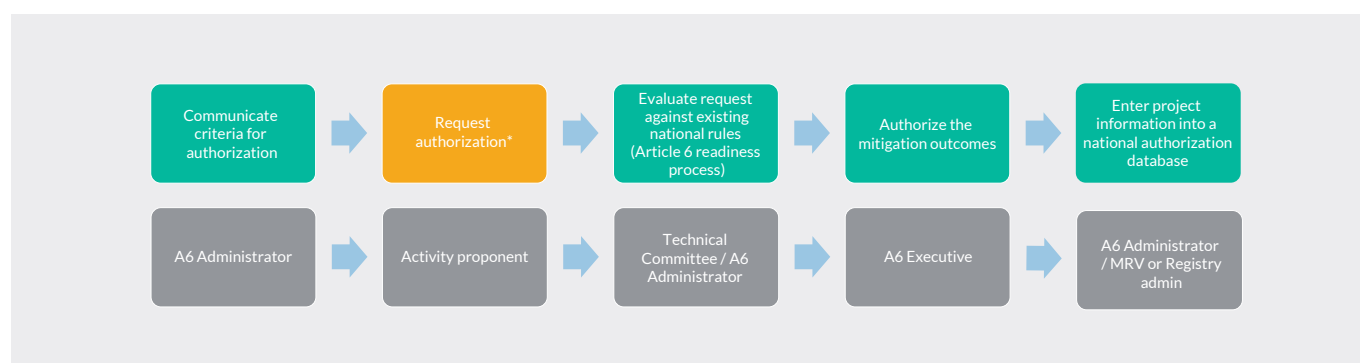 Communicate
criteria for
authorization
Request
authorization*
Evaluate request
against existing
national rules
(Article 6 readiness
process)
Authorize the
mitigation outcomes
Enter project
information into a
national authorization
database
A6 Administrator
Activity proponent
Technical
Committee / A6
Administrator
A6 Executive
A6 Administrator
/ MRV or Registry
admin